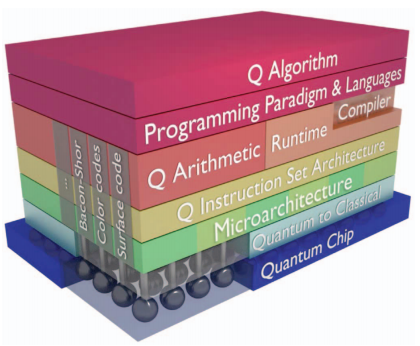 Q Algorithm
Programming Paradigm & Languages
Compiler
Q Arithmetic
Runtime
Q Instruction Set Architecture
Microarchitecture
Quantum to Classical
Quantum Chip
...
Bacon-Shor
Color codes
Surface code